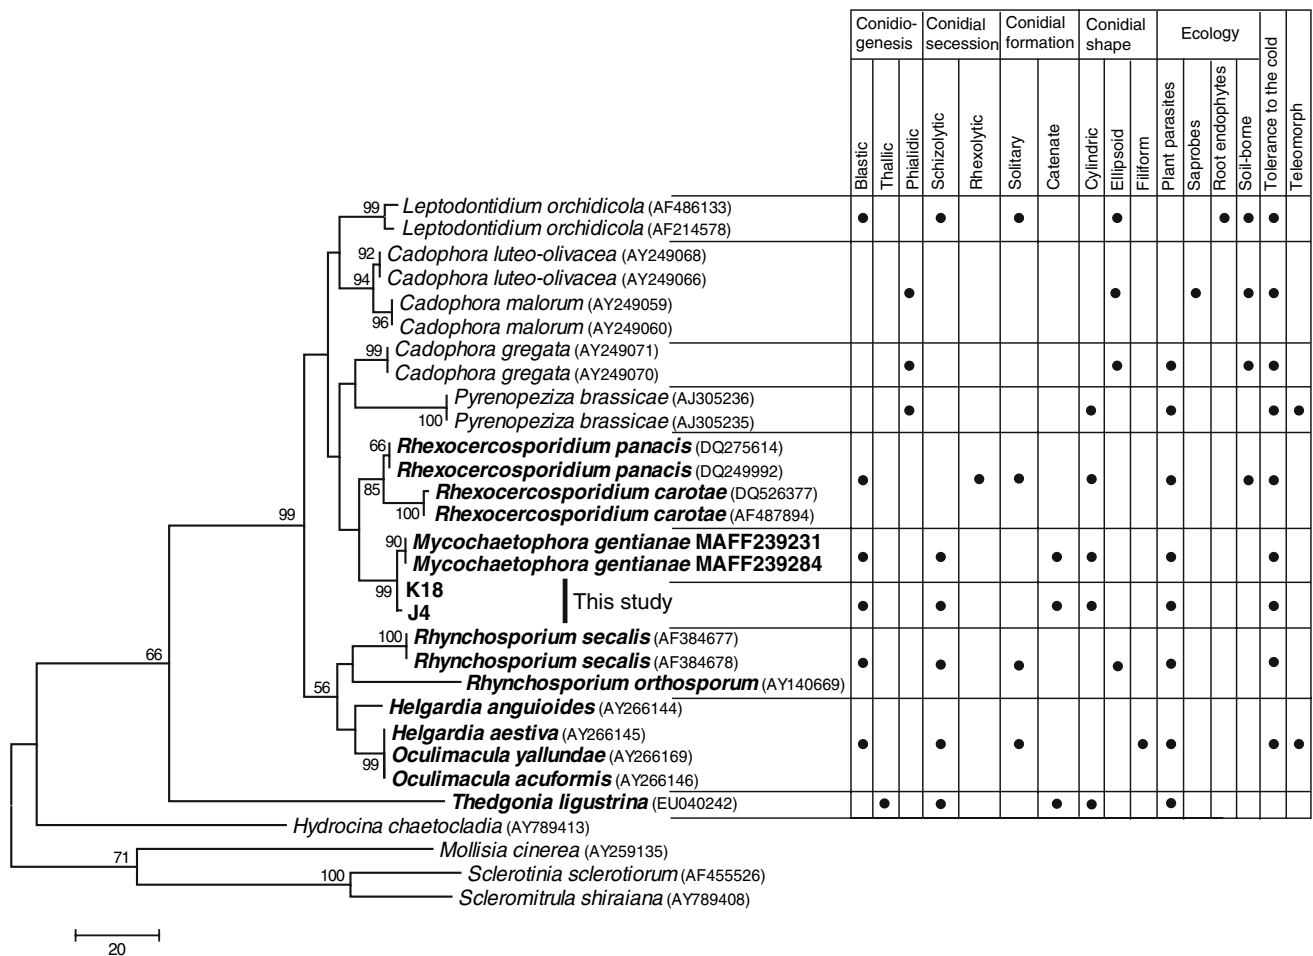 Conidio-
genesis
Conidial
secession
Conidial
formation
Conidial
shape
Ecology
Blastic
Thallic
Phialidic
Schizolytic
Rhexolytic
Solitary
Catenate
Cylindric
Ellipsoid
Filiform
Plant parasites
Saprobes
Root endophytes
Soil-borne
Tolerance to the cold
Teleomorph
99
Leptodontidium orchidicola (AF486133)
Leptodontidium orchidicola (AF214578)
92
Cadophora luteo-olivacea (AY249068)
94
Cadophora luteo-olivacea (AY249066)
Cadophora malorum (AY249059)
96
Cadophora malorum (AY249060)
99
Cadophora gregata (AY249071)
Cadophora gregata (AY249070)
Pyrenopeziza brassicae (AJ305236)
100
Pyrenopeziza brassicae (AJ305235)
66
Rhexocercosporidium panacis (DQ275614)
Rhexocercosporidium panacis (DQ249992)
85
Rhexocercosporidium carotae (DQ526377)
100
Rhexocercosporidium carotae (AF487894)
99
90
Mycochaetophora gentianae MAFF239231
Mycochaetophora gentianae MAFF239284
99
K18
J4
This study
100
Rhynchosporium secalis (AF384677)
Rhynchosporium secalis (AF384678)
66
Rhynchosporium orthosporum (AY140669)
56
Helgardia anguioides (AY266144)
Helgardia aestiva (AY266145)
Oculimacula yallundae (AY266169)
99
Oculimacula acuformis (AY266146)
Thedgonia ligustrina (EU040242)
Hydrocina chaetocladia (AY789413)
71
Mollisia cinerea (AY259135)
100
Sclerotinia sclerotiorum (AF455526)
Scleromitrula shiraiana (AY789408)
20